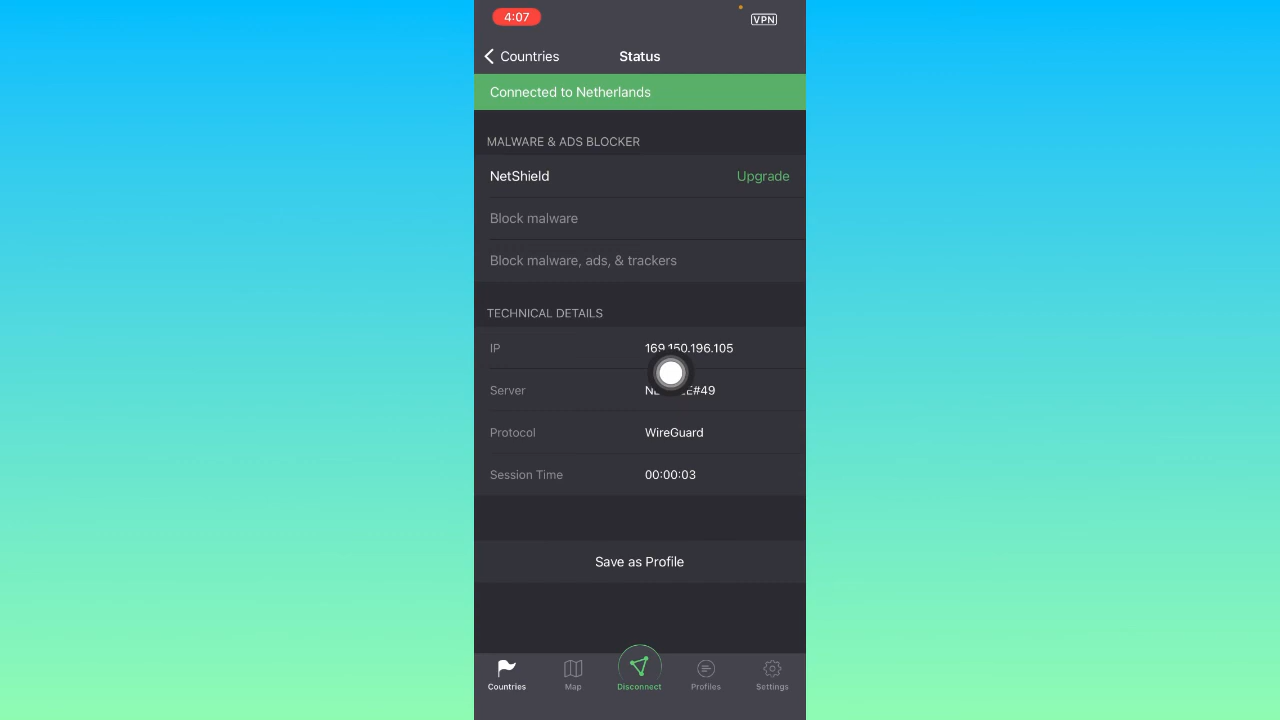 4:07
VPN
Countries
Status
Connected to Netherlands
MALWARE & ADS BLOCKER
NetShield
Upgrade
Block malware
Block malware, ads, & trackers
TECHNICAL DETAILS
IP
169.150.196.105
Server
Protocol
WireGuard
Session Time
00:00:03
Save as Profile
Countries
Map
Disconnect
Profiles
Settings